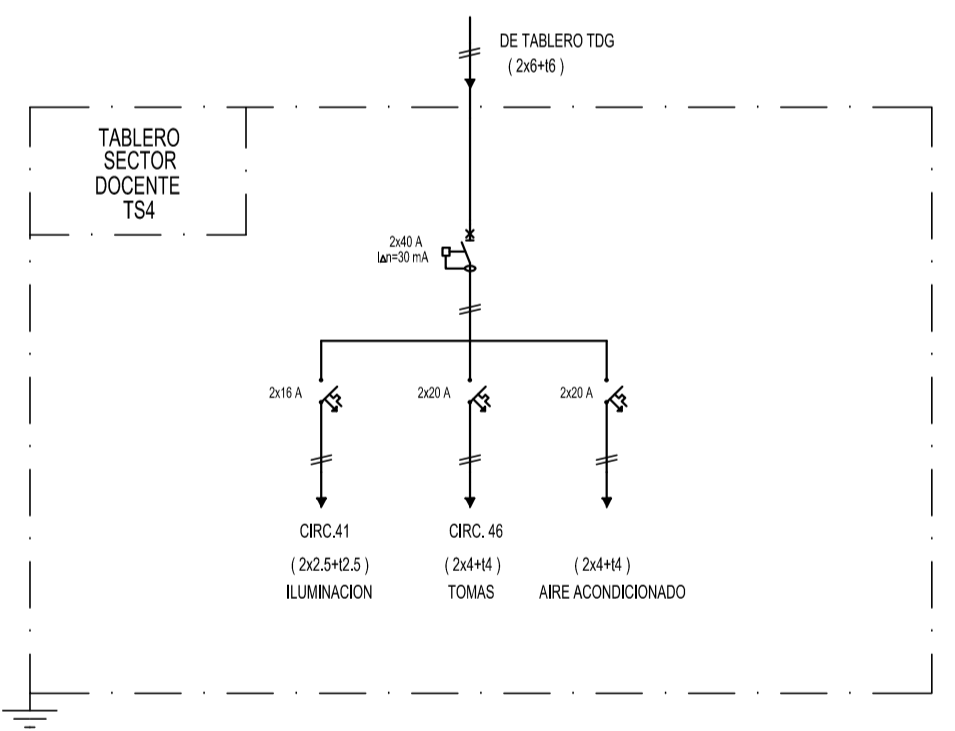 DE TABLERO TDG
( 2x6+t6 )
TABLERO
SECTOR
DOCENTE
TS4
2x40 A
I∆n=30 mA
2x16 A
2x20 A
2x20 A
CIRC.41
CIRC. 46
( 2x2.5+t2.5 )
( 2x4+t4 )
( 2x4+t4 )
ILUMINACION
TOMAS
AIRE ACONDICIONADO